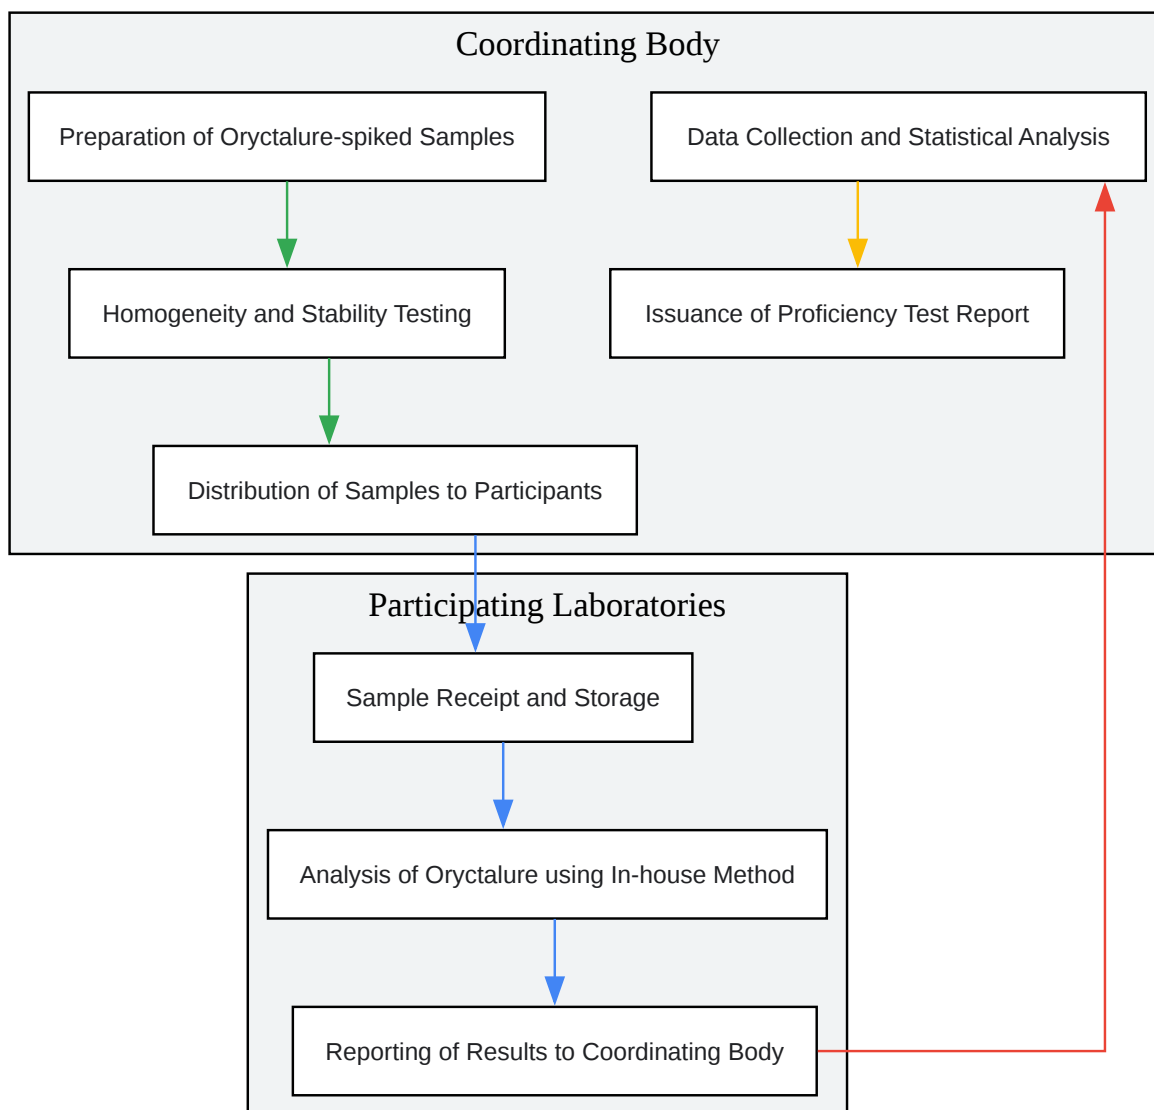 Coordinating Body
Preparation of Oryctalure-spiked Samples
Data Collection and Statistical Analysis
Homogeneity and Stability Testing
Issuance of Proficiency Test Report
Distribution of Samples to Participants
Participating Laboratories
Sample Receipt and Storage
Analysis of Oryctalure using In-house Method
Reporting of Results to Coordinating Body